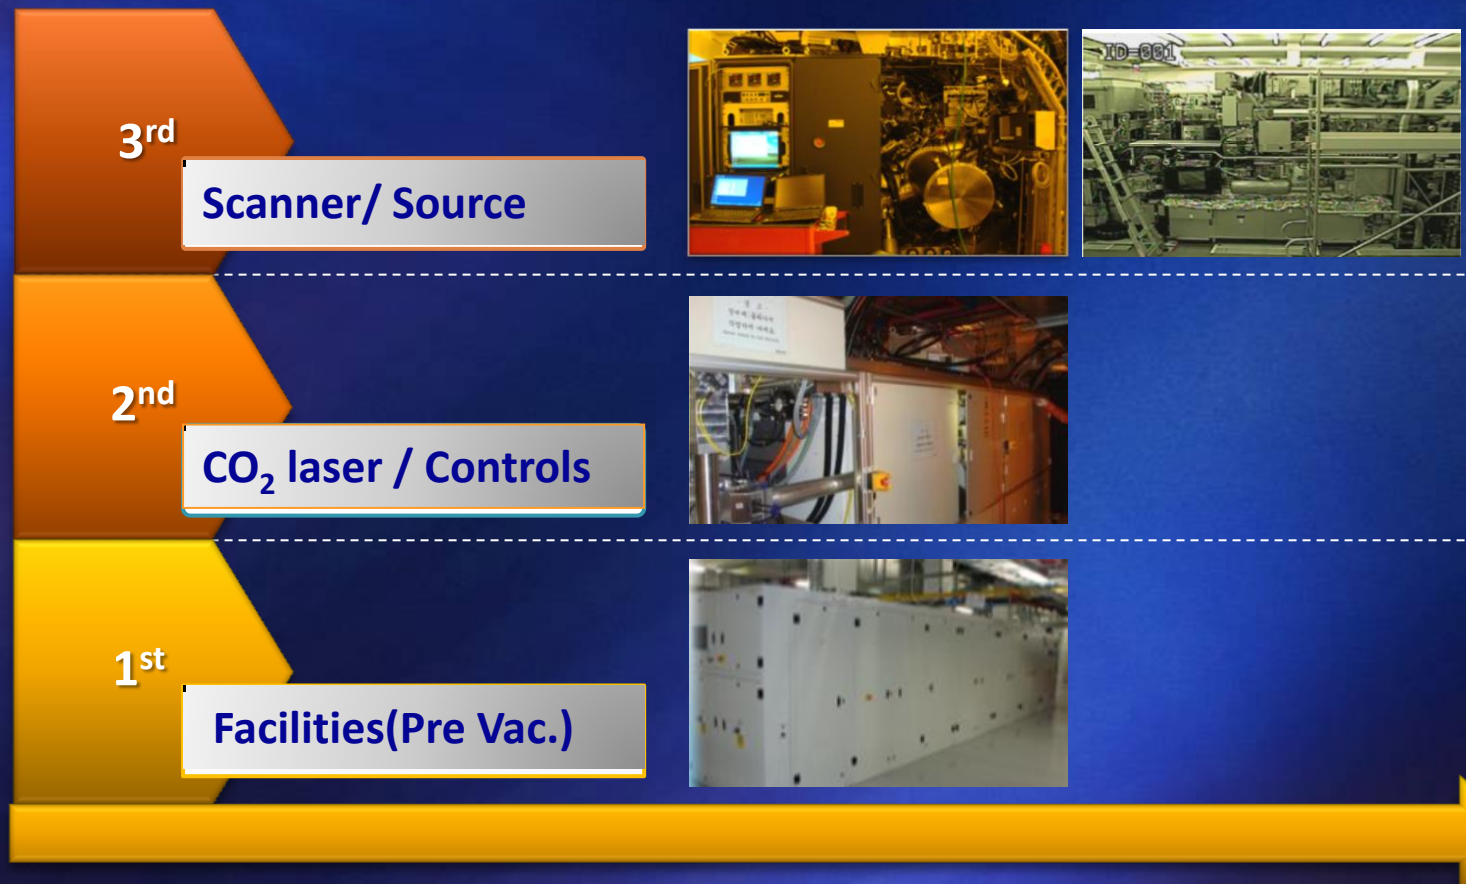 3rd
Scanner/ Source
ID=001
2nd
CO2 laser / Controls
1st
Facilities(Pre Vac.)